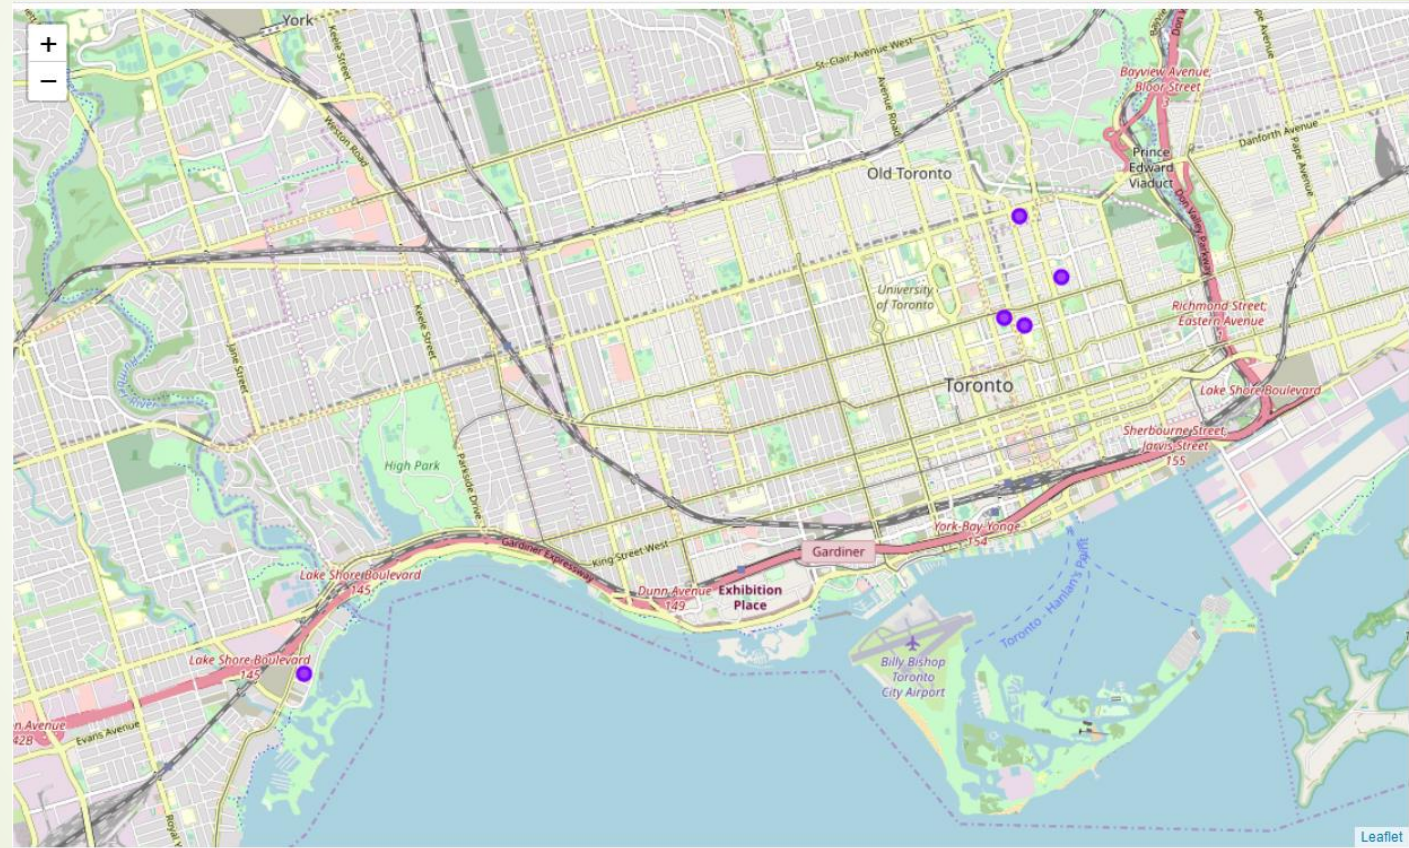 +
−
York
Keele Street
St. Clair Avenue West
Avenue Road
Bayview Avenue,
Bloor Street
3
Danforth Avenue
Pape Avenue
Weston Road
Old Toronto
Prince
Edward
Viaduct
Don Valley Parkway
University
of Toronto
Richmond Street,
Eastern Avenue
Keele Street
Jane Street
Toronto
Lake Shore Boulevard
Sherbourne Street,
Jarvis Street
155
High Park
Parkside Drive
York-Bay-Yonge
154
Gardiner
Gardiner Expressway
King Street West
Lake Shore Boulevard
145
Dunn Avenue
149
Exhibition
Place
Toronto - Hanlan's Point
Billy Bishop
Toronto
City Airport
Lake Shore Boulevard
145
n Avenue
42B
Evans Avenue
Royal Y
Leaflet